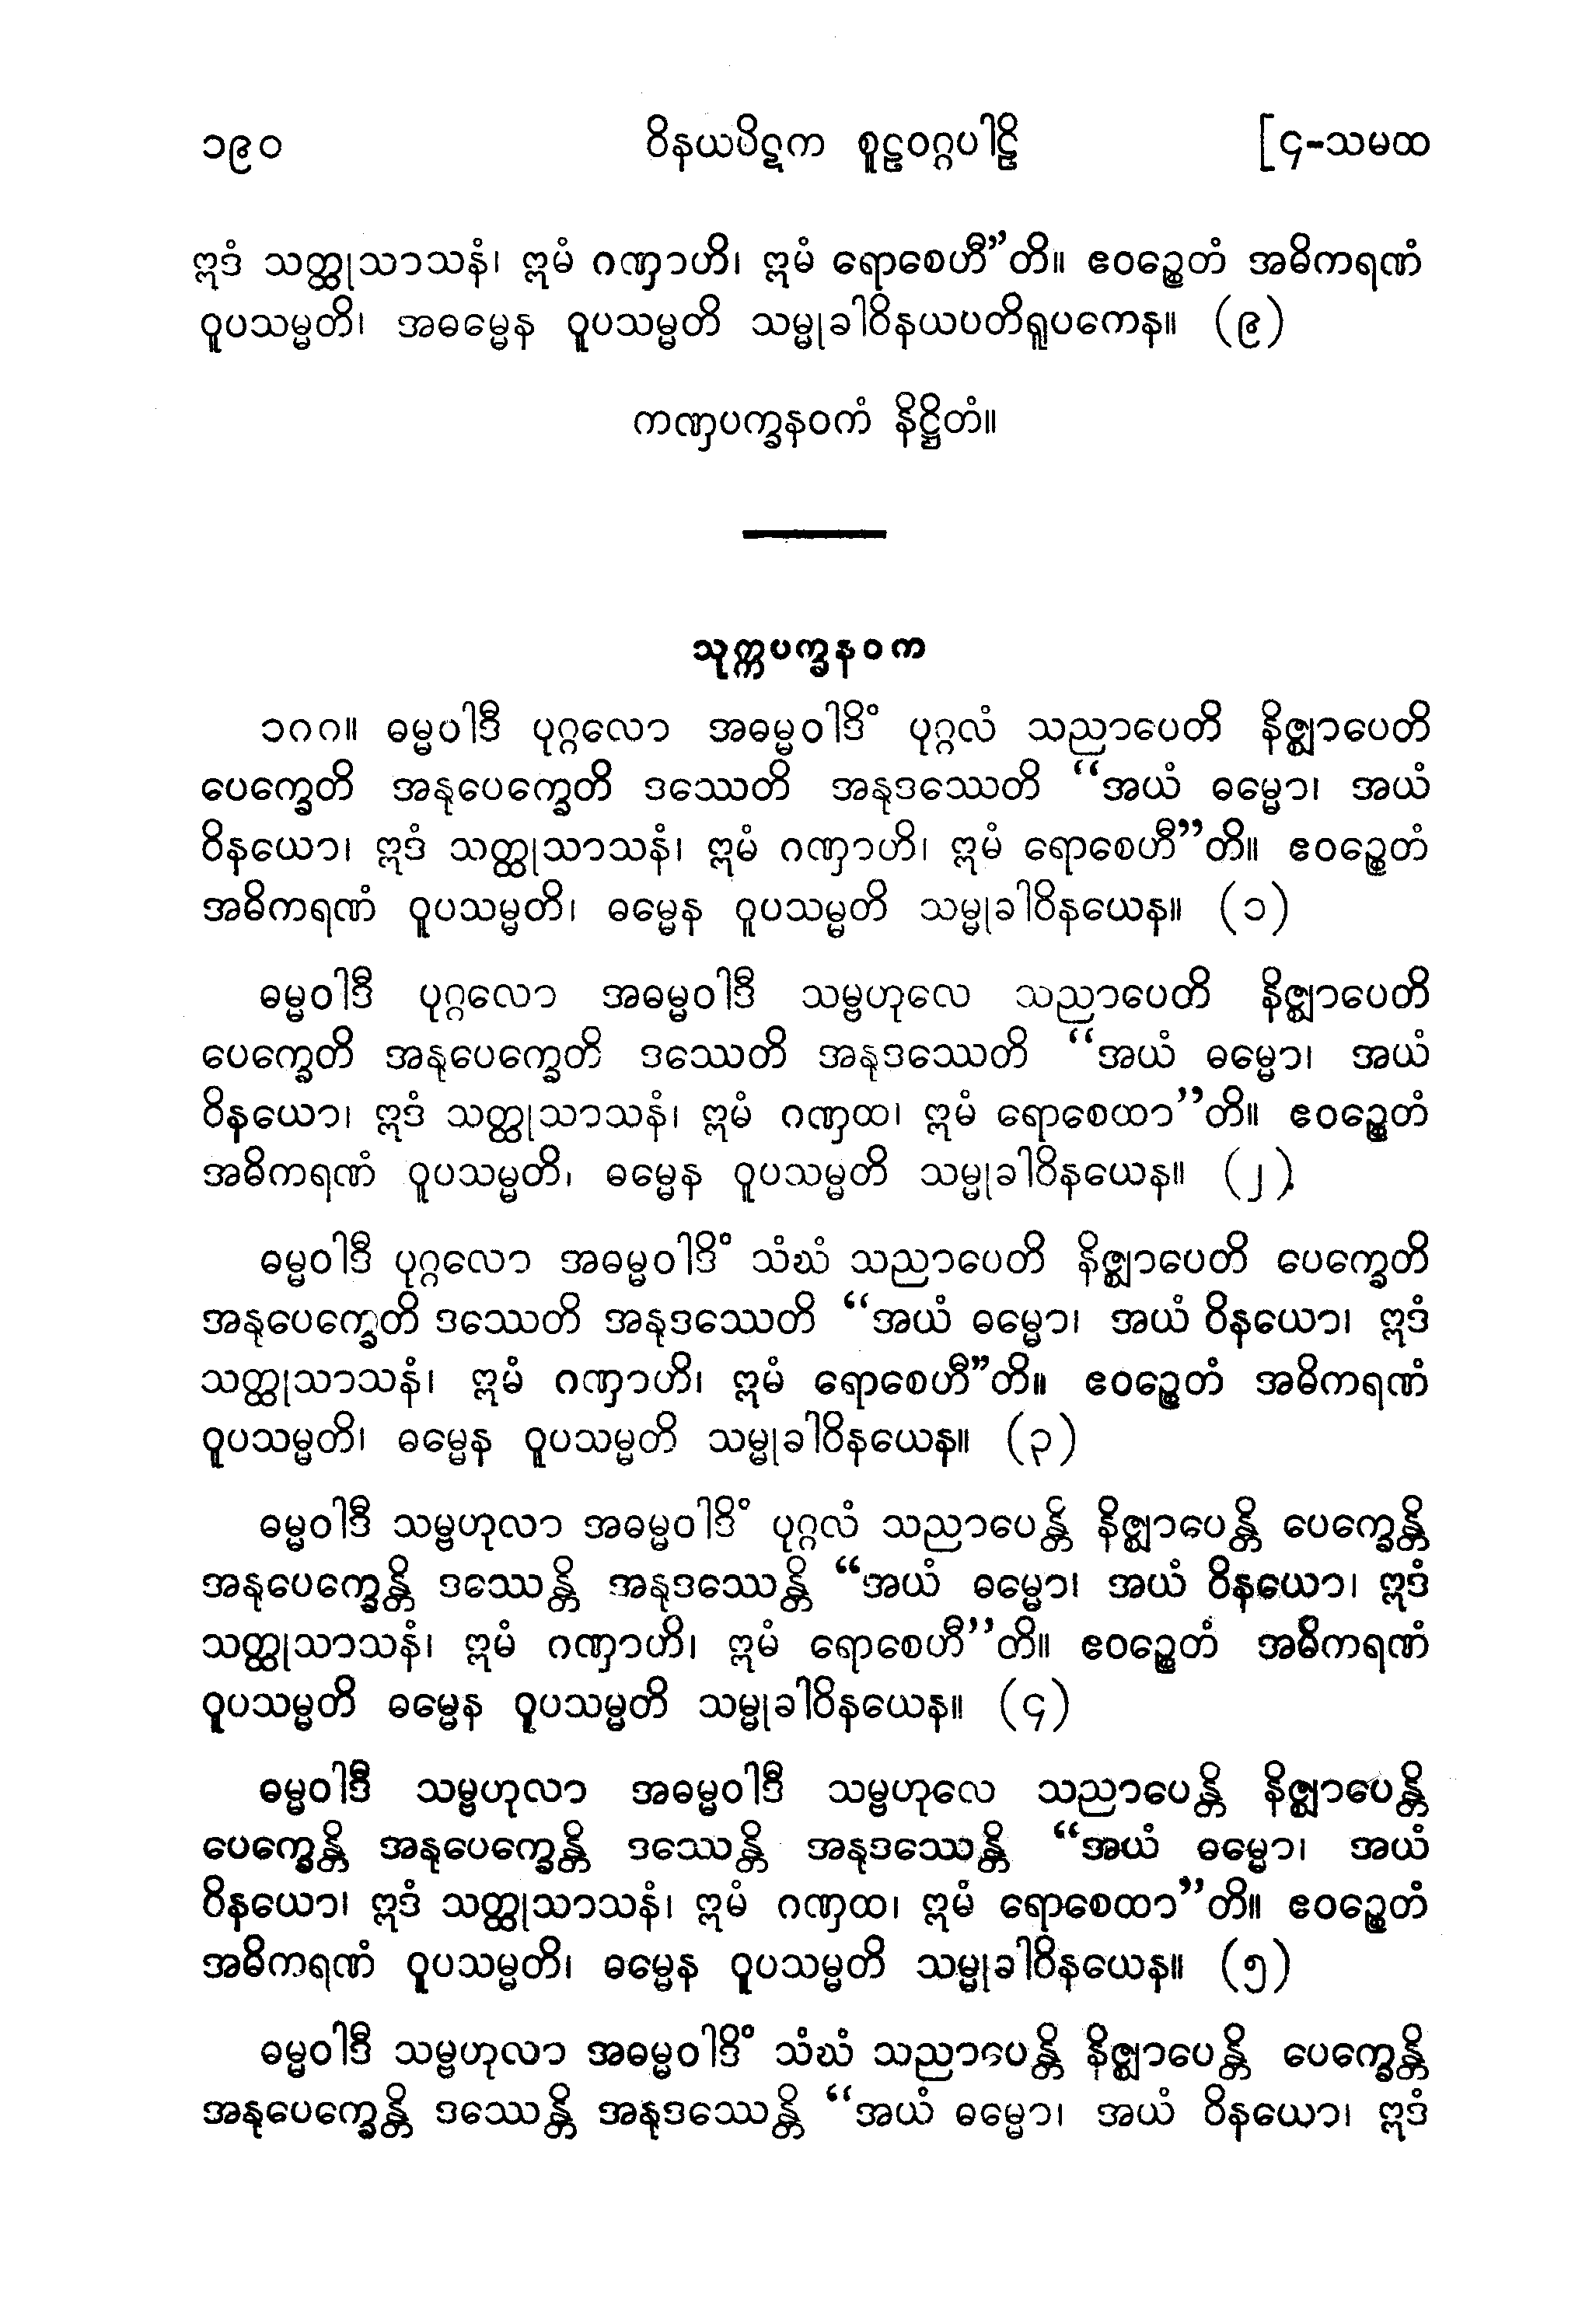 ၁၉၀ ဝိနယပိဋက စူဠဝဂ္ဂပါဠိ [၄-သမထ
ဣဒံ သတ္ထုသာသနံ၊ ဣမံ ဂဏှာဟိ၊ ဣမံ ရောစေဟီ”တိ။ ဧဝဉ္စေတံ အဓိကရဏံ
ဝူပသမ္မတိ၊ အဓမ္မေန ဝူပသမ္မတိ သမ္မုခါဝိနယပတိရူပကေန။ (၉)
ကဏှပက္ခနဝကံ နိဋ္ဌိတံ။
သုက္ကပက္ခနဝက
၁၈၈။ ဓမ္မဝါဒီ ပုဂ္ဂလော အဓမ္မဝါဒိံ ပုဂ္ဂလံ သညာပေတိ နိဇ္ဈာပေတိ
ပေက္ခေတိ အနုပေက္ခေတိ ဒဿေတိ အနုဒဿေတိ “အယံ ဓမ္မော၊ အယံ
ဝိနယော၊ ဣဒံ သတ္ထုသာသနံ၊ ဣမံ ဂဏှာဟိ၊ ဣမံ ရောစေဟီ”တိ။ ဧဝဉ္စေတံ
အဓိကရဏံ ဝူပသမ္မတိ၊ ဓမ္မေန ဝူပသမ္မတိ သမ္မုခါဝိနယေန။ (၁)
ဓမ္မဝါဒီ ပုဂ္ဂလော အဓမ္မဝါဒီ သမ္ဗဟုလေ သညာပေတိ နိဇ္ဈာပေတိ
ပေက္ခေတိ အနုပေက္ခေတိ ဒဿေတိ အနုဒဿေတိ “အယံ ဓမ္မော၊ အယံ
ဝိနယော၊ ဣဒံ သတ္ထုသာသနံ၊ ဣမံ ဂဏှထ၊ ဣမံ ရောစေထာ”တိ။ ဧဝဉ္စေတံ
အဓိကရဏံ ဝူပသမ္မတိ၊ ဓမ္မေန ဝူပသမ္မတိ သမ္မုခါဝိနယေန။ (၂)
ဓမ္မဝါဒီ ပုဂ္ဂလော အဓမ္မဝါဒိံ သံဃံ သညာပေတိ နိဇ္ဈာပေတိ ပေက္ခေတိ
အနုပေက္ခေတိ ဒဿေတိ အနုဒဿေတိ “အယံ ဓမ္မော၊ အယံ ဝိနယော၊ ဣဒံ
သတ္ထုသာသနံ၊ ဣမံ ဂဏှာဟိ၊ ဣမံ ရောစေဟီ”တိ။ ဧဝဉ္စေတံ အဓိကရဏံ
ဝူပသမ္မတိ၊ ဓမ္မေန ဝူပသမ္မတိ သမ္မုခါဝိနယေန။ (၃)
ဓမ္မဝါဒီ သမ္ဗဟုလာ အဓမ္မဝါဒိံ ပုဂ္ဂလံ သညာပေန္တိ နိဇ္ဈာပေန္တိ ပေက္ခေန္တိ
အနုပေက္ခေန္တိ ဒဿေန္တိ အနုဒဿေန္တိ “အယံ ဓမ္မော၊ အယံ ဝိနယော၊ ဣဒံ
သတ္ထုသာသနံ၊ ဣမံ ဂဏှာဟိ၊ ဣမံ ရောစေဟီ”တိ။ ဧဝဉ္စေတံ အဓိကရဏံ
ဝူပသမ္မတိ ဓမ္မေန ဝူပသမ္မတိ သမ္မုခါဝိနယေန။ (၄)
ဓမ္မဝါဒီ သမ္ဗဟုလာ အဓမ္မဝါဒီ သမ္ဗဟုလေ သညာပေန္တိ နိဇ္ဈာပေန္တိ
ပေက္ခေန္တိ အနုပေက္ခေန္တိ ဒဿေန္တိ အနုဒဿေန္တိ “အယံ ဓမ္မော၊ အယံ
ဝိနယော၊ ဣဒံ သတ္ထုသာသနံ၊ ဣမံ ဂဏှထ၊ ဣမံ ရောစေထာ”တိ။ ဧဝဉ္စေတံ
အဓိကရဏံ ဝူပသမ္မတိ၊ ဓမ္မေန ဝူပသမ္မတိ သမ္မုခါဝိနယေန။ (၅)
ဓမ္မဝါဒီ သမ္ဗဟုလာ အဓမ္မဝါဒိံ သံဃံ သညာပေန္တိ နိဇ္ဈာပေန္တိ ပေက္ခေန္တိ
အနုပေက္ခေန္တိ ဒဿေန္တိ အနုဒဿေန္တိ “အယံ ဓမ္မော၊ အယံ ဝိနယော၊ ဣဒံ